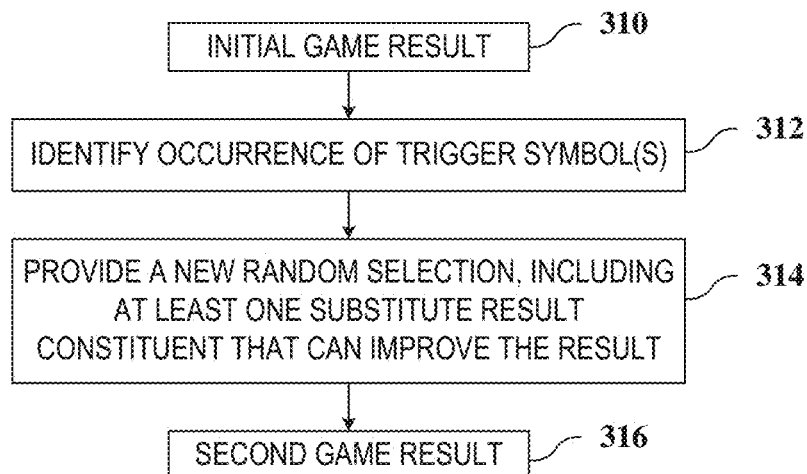 INITIAL GAME RESULT
310
IDENTIFY OCCURRENCE OF TRIGGER SYMBOL(S)
312
PROVIDE A NEW RANDOM SELECTION, INCLUDING
AT LEAST ONE SUBSTITUTE RESULT
CONSTITUENT THAT CAN IMPROVE THE RESULT
314
SECOND GAME RESULT
316